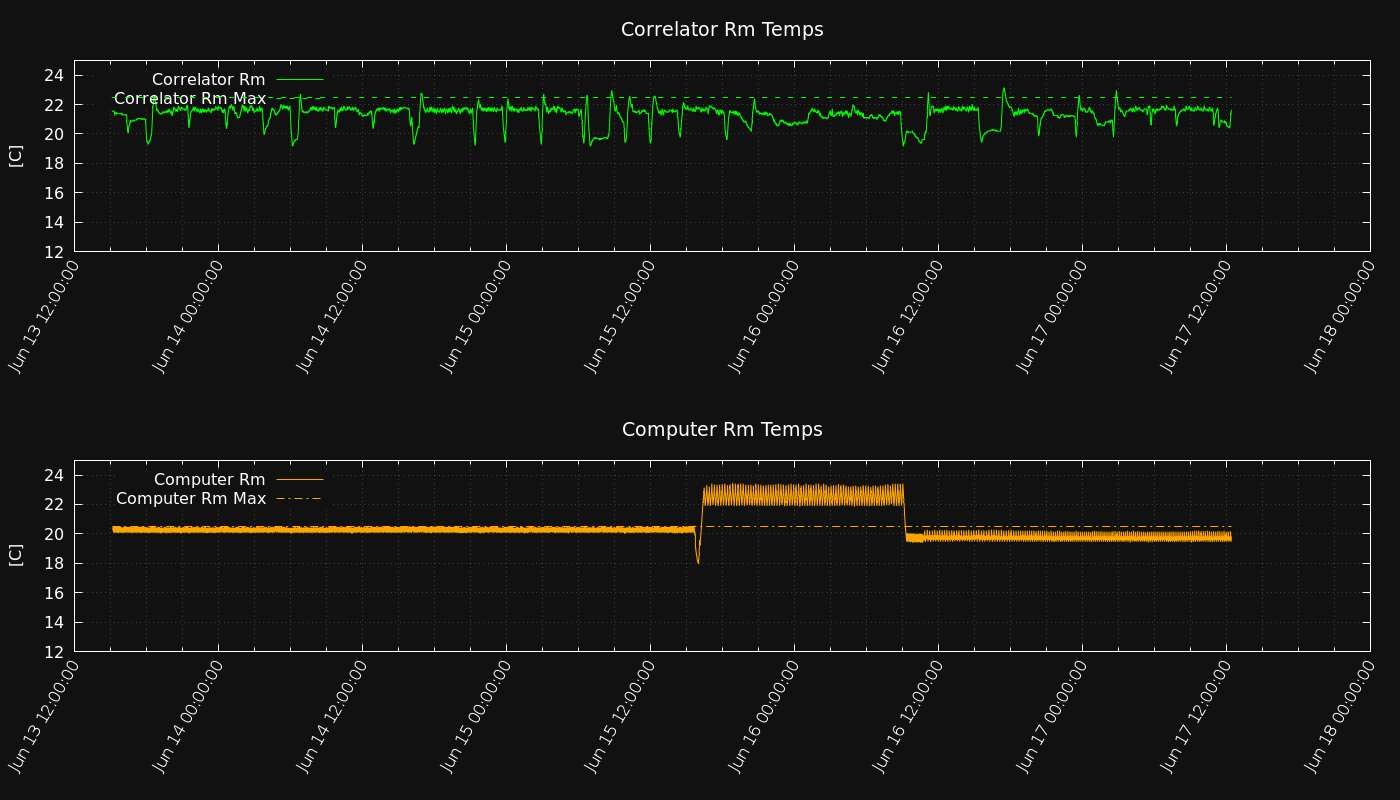 Correlator Rm Temps
Correlator Rm
Correlator Rm Max
24
22
20
18
16
14
12
[C]
Jun 13 12:00:00
Jun 14 00:00:00
Jun 14 12:00:00
Jun 15 00:00:00
Jun 15 12:00:00
Jun 16 00:00:00
Jun 16 12:00:00
Jun 17 00:00:00
Jun 17 12:00:00
Jun 18 00:00:00
Computer Rm Temps
Computer Rm
Computer Rm Max
24
22
20
18
16
14
12
[C]
Jun 13 12:00:00
Jun 14 00:00:00
Jun 14 12:00:00
Jun 15 00:00:00
Jun 15 12:00:00
Jun 16 00:00:00
Jun 16 12:00:00
Jun 17 00:00:00
Jun 17 12:00:00
Jun 18 00:00:00